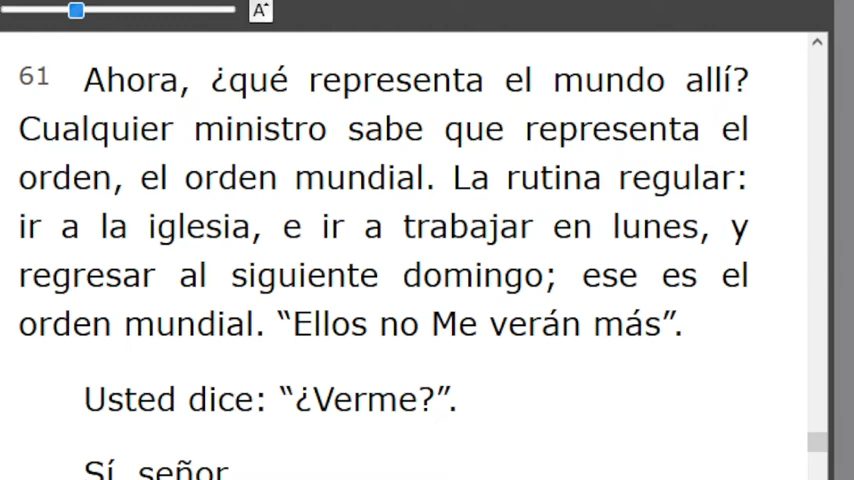 A
61 Ahora, ¿qué representa el mundo allí?
Cualquier ministro sabe que representa el
orden, el orden mundial. La rutina regular:
ir a la iglesia, e ir a trabajar en lunes, y
regresar al siguiente domingo; ese es el
orden mundial. “Ellos no Me verán más”.
Usted dice: “¿Verme?”.
Sí, señor